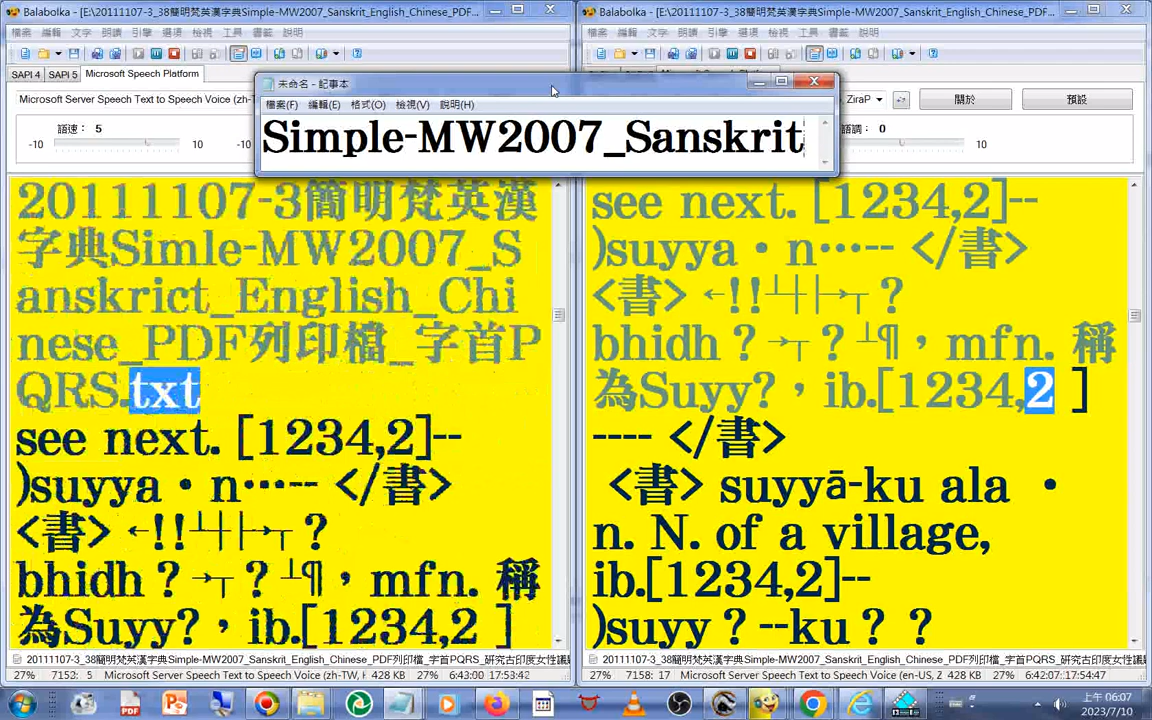 Balabolka - [E:\20111107-3_38簡明梵英漢字典Simple-MW2007_Sanskrit_English_Chinese_PDF...
檔案 編輯 文字 朗讀 引擎 選項 檢視 工具 書籤 說明
SAPI 4 SAPI 5 Microsoft Speech Platform
Microsoft Server Speech Text to Speech Voice (zh-
語速： 5
-10 10 -10
20111107-3簡明梵英漢
字典Simle-MW2007_S
anskrict_English_Chi
nese_PDF列印檔_字首P
QRS.txt
see next. [1234,2]--
)suyya‧n…-- </書>
<書> ←!!┴┼├→┬？
bhidh？→┬？┴¶，mfn. 稱
為Suyy?，ib.[1234,2 ]
20111107-3_38簡明梵英漢字典Simple-MW2007_Sanskrit_English_Chinese_PDF列印檔_字首PQRS_研究古印度女性議
27% 7152: 5 Microsoft Server Speech Text to Speech Voice (zh-TW, H 428 KB 6:43:00 17:53:42
未命名 - 記事本
檔案(F) 編輯(E) 格式(O) 檢視(V) 說明(H)
Simple-MW2007_Sanskrit
Balabolka - [E:\20111107-3_38簡明梵英漢字典Simple-MW2007_Sanskrit_English_Chinese_PDF...
檔案 編輯 文字 朗讀 引擎 選項 檢視 工具 書籤 說明
ZiraP 關於 預設
語調： 0
10
see next. [1234,2]--
)suyya‧n…-- </書>
<書> ←!!┴┼├→┬？
bhidh？→┬？┴¶，mfn. 稱
為Suyy?，ib.[1234,2 ]
---- </書>
<書> suyyā-ku ala ‧
n. N. of a village,
ib.[1234,2]--
)suyy？--ku？？
20111107-3_38簡明梵英漢字典Simple-MW2007_Sanskrit_English_Chinese_PDF列印檔_字首PQRS_研究古印度女性議
27% 7158: 17 Microsoft Server Speech Text to Speech Voice (en-US, Z 428 KB 6:42:07 17:54:47
上午 06:07
2023/7/10